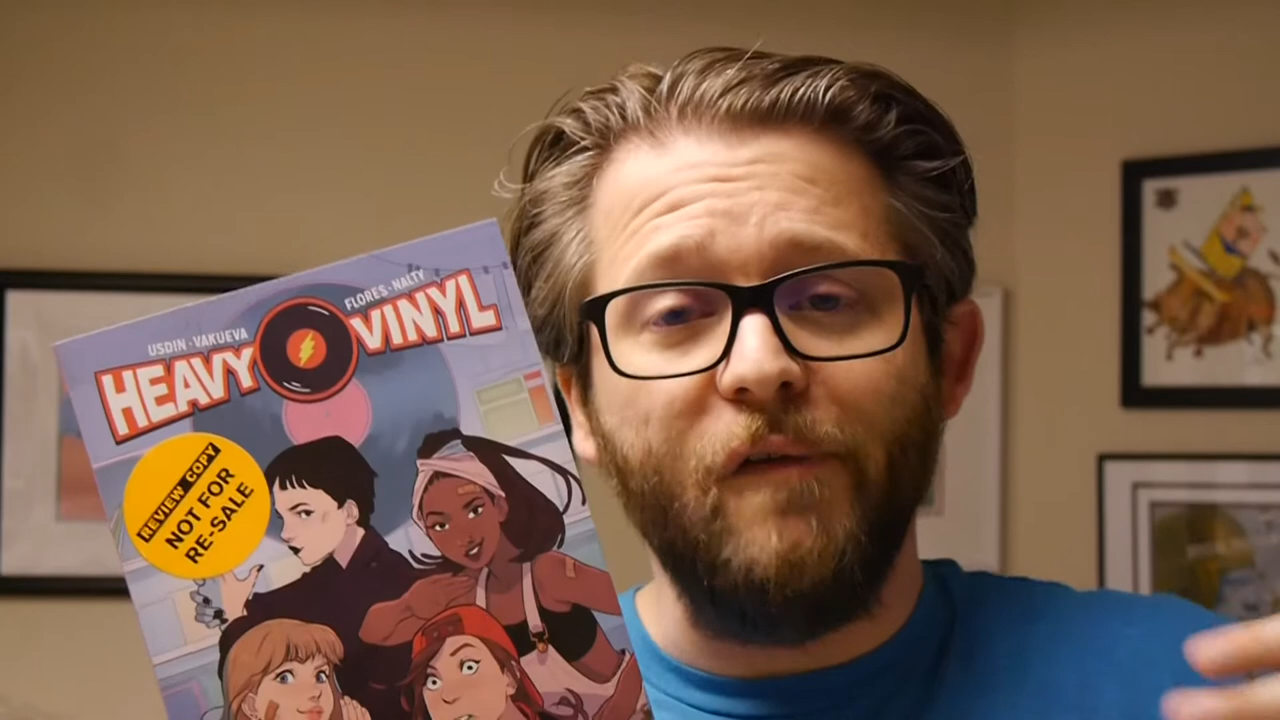 USDIN · VAKUEVA
FLORES · NALTY
HEAVY VINYL
REVIEW COPY
NOT FOR
RE-SALE